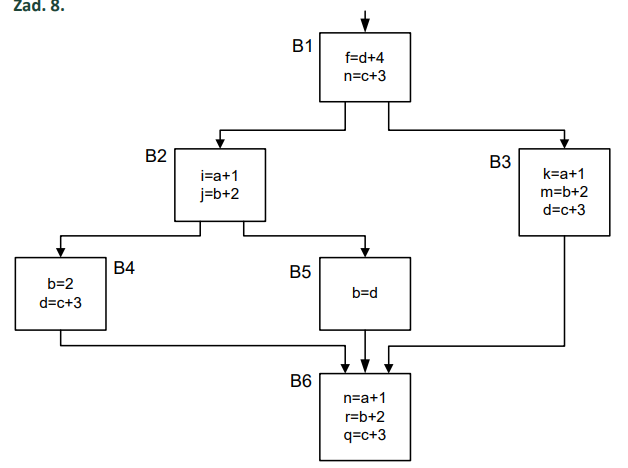 Zad. 8.
B1
f=d+4
n=c+3
B2
i=a+1
j=b+2
B3
k=a+1
m=b+2
d=c+3
B4
b=2
d=c+3
B5
b=d
B6
n=a+1
r=b+2
q=c+3